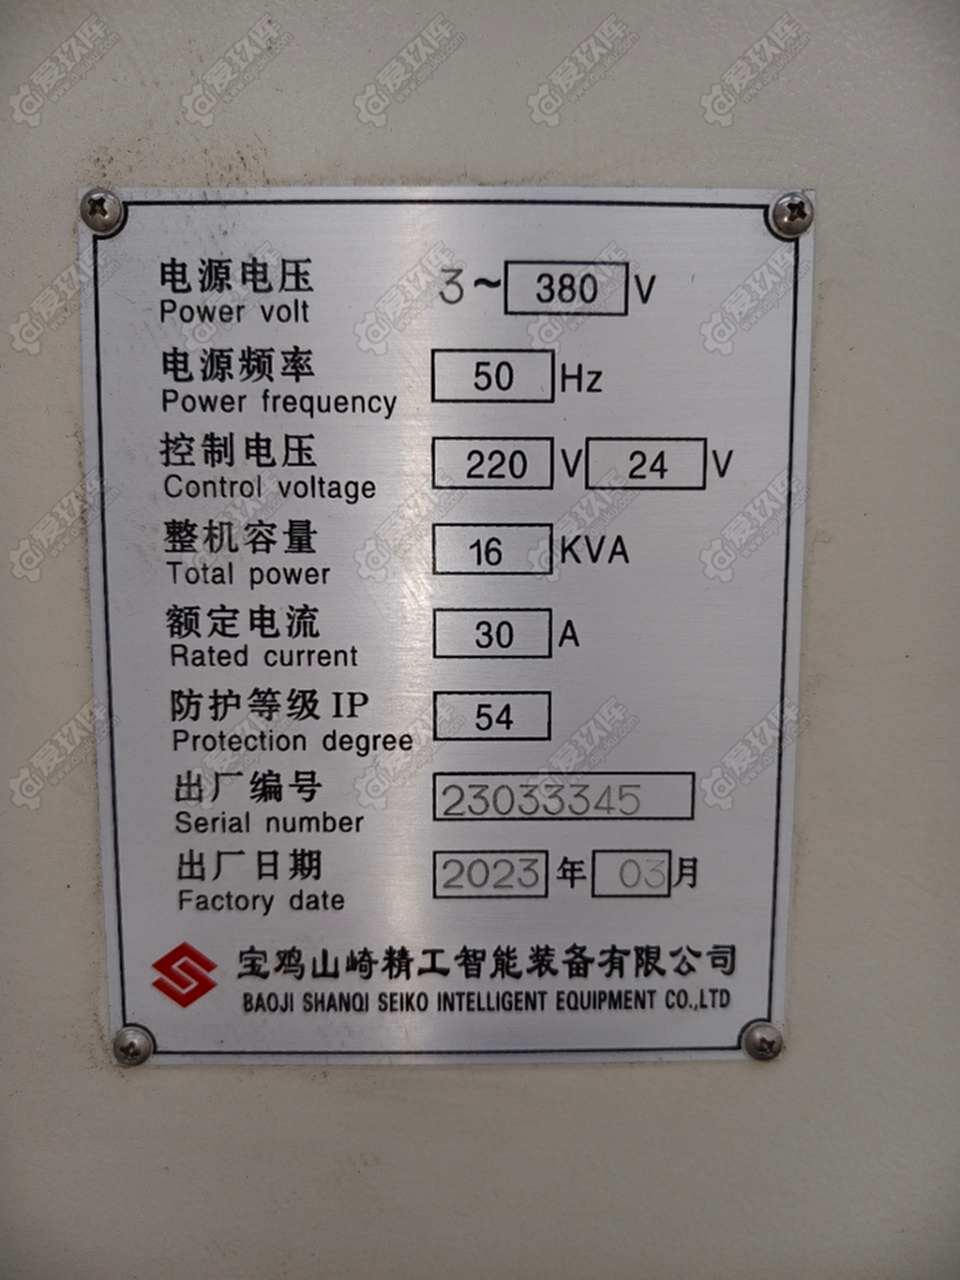 电源电压 3~ 380 V
Power volt
电源频率 50 Hz
Power frequency
控制电压 220 V 24 V
Control voltage
整机容量 16 KVA
Total power
额定电流 30 A
Rated current
防护等级 IP 54
Protection degree
出厂编号 23033345
Serial number
出厂日期 2023 年 03 月
Factory date
宝鸡山崎精工智能装备有限公司
BAOJI SHANQI SEIKO INTELLIGENT EQUIPMENT CO.,LTD
爱玖库